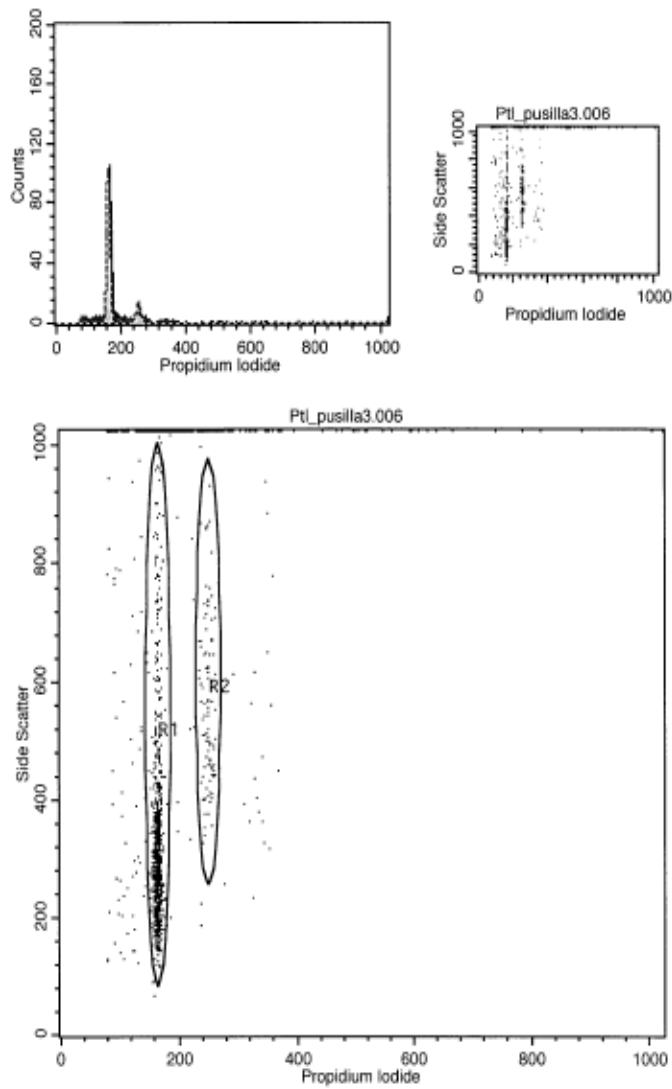 200
160
120
80
40
0
Counts
0 200 400 600 800 1000
Propidium Iodide
Ptl_pusilla3.006
1000
0
Side Scatter
0 1000
Propidium Iodide
Ptl_pusilla3.006
1000
800
600
400
200
0
Side Scatter
R1
R2
0 200 400 600 800 1000
Propidium Iodide